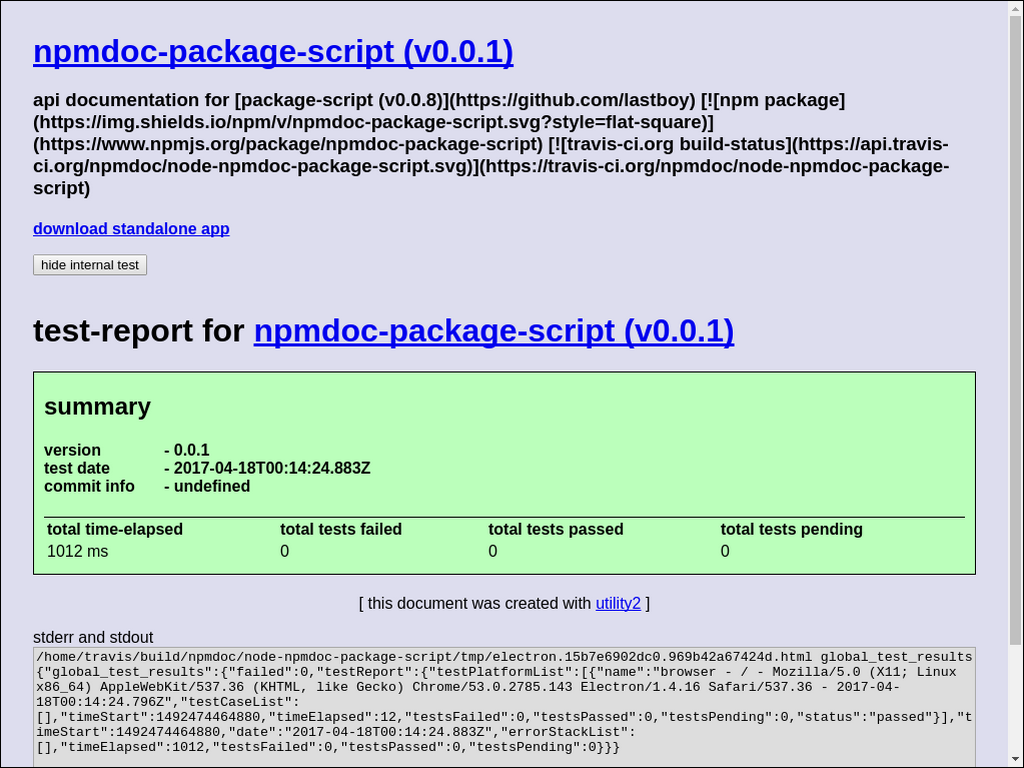 npmdoc-package-script (v0.0.1)
api documentation for [package-script (v0.0.8)](https://github.com/lastboy) [![npm package]
(https://img.shields.io/npm/v/npmdoc-package-script.svg?style=flat-square)]
(https://www.npmjs.org/package/npmdoc-package-script) [![travis-ci.org build-status](https://api.travis-
ci.org/npmdoc/node-npmdoc-package-script.svg)](https://travis-ci.org/npmdoc/node-npmdoc-package-
script)
download standalone app
hide internal test
test-report for npmdoc-package-script (v0.0.1)
summary
version - 0.0.1
test date - 2017-04-18T00:14:24.883Z
commit info - undefined
total time-elapsed total tests failed total tests passed total tests pending
1012 ms 0 0 0
[ this document was created with utility2 ]
stderr and stdout
/home/travis/build/npmdoc/node-npmdoc-package-script/tmp/electron.15b7e6902dc0.969b42a67424d.html global_test_results
{"global_test_results":{"failed":0,"testReport":{"testPlatformList":[{"name":"browser - / - Mozilla/5.0 (X11; Linux
x86_64) AppleWebKit/537.36 (KHTML, like Gecko) Chrome/53.0.2785.143 Electron/1.4.16 Safari/537.36 - 2017-04-
18T00:14:24.796Z","testCaseList":
[],"timeStart":1492474464880,"timeElapsed":12,"testsFailed":0,"testsPassed":0,"testsPending":0,"status":"passed"}],"t
imeStart":1492474464880,"date":"2017-04-18T00:14:24.883Z","errorStackList":
[],"timeElapsed":1012,"testsFailed":0,"testsPassed":0,"testsPending":0}}}